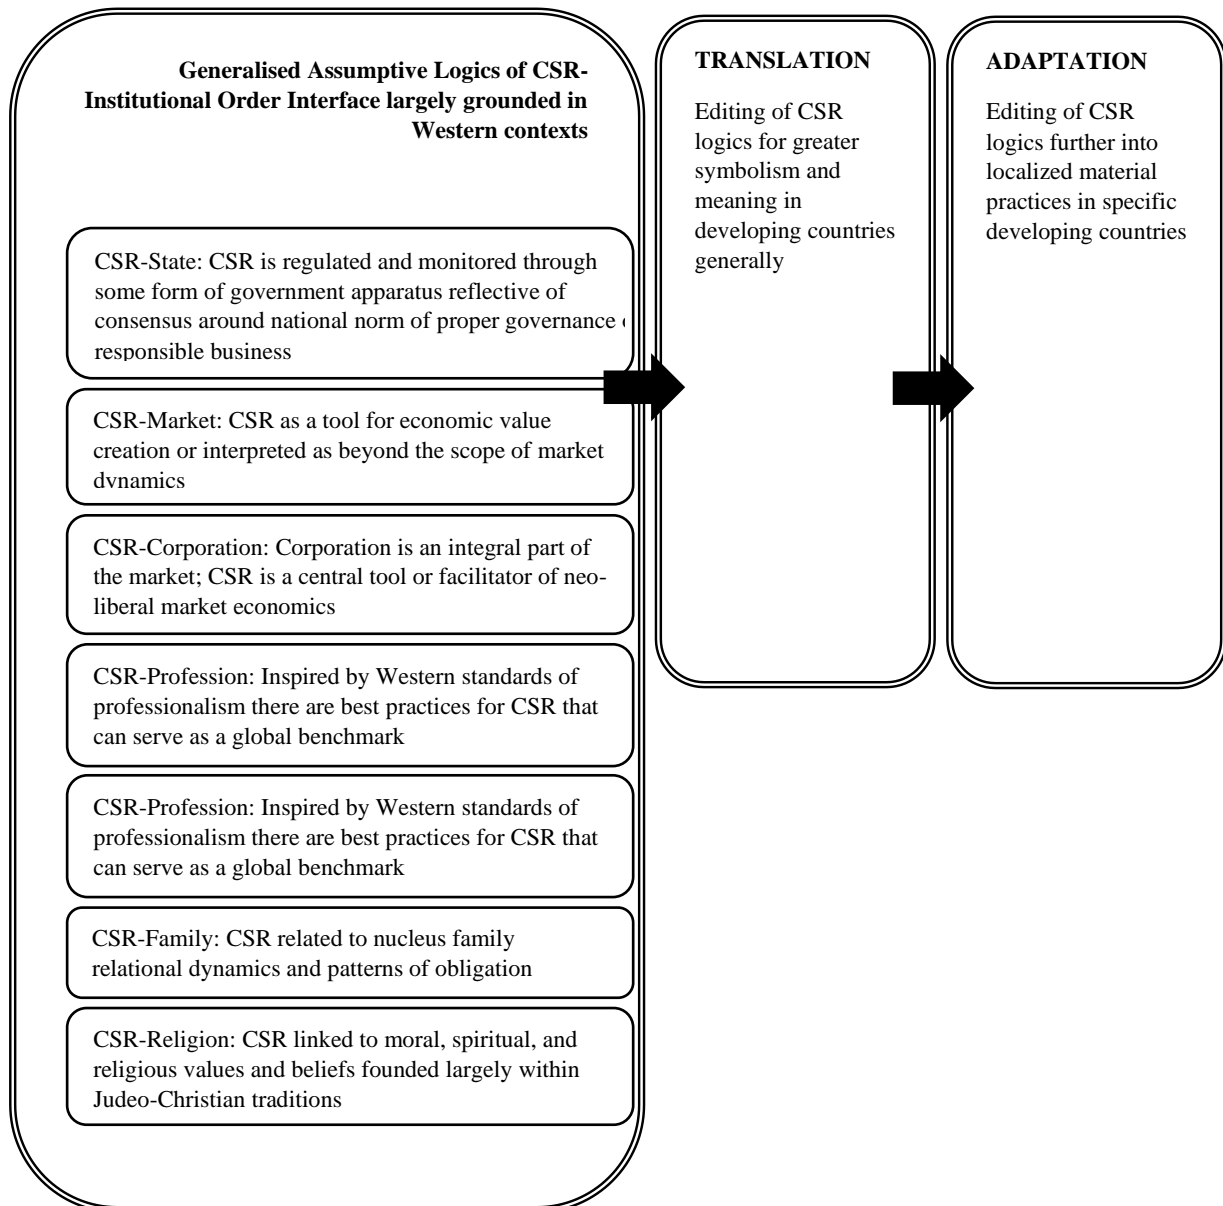 Generalised Assumptive Logics of CSR-
Institutional Order Interface largely grounded in
Western contexts
CSR-State: CSR is regulated and monitored through
some form of government apparatus reflective of
consensus around national norm of proper governance
responsible business
CSR-Market: CSR as a tool for economic value
creation or interpreted as beyond the scope of market
dynamics
CSR-Corporation: Corporation is an integral part of
the market; CSR is a central tool or facilitator of neo-
liberal market economics
CSR-Profession: Inspired by Western standards of
professionalism there are best practices for CSR that
can serve as a global benchmark
CSR-Profession: Inspired by Western standards of
professionalism there are best practices for CSR that
can serve as a global benchmark
CSR-Family: CSR related to nucleus family
relational dynamics and patterns of obligation
CSR-Religion: CSR linked to moral, spiritual, and
religious values and beliefs founded largely within
Judeo-Christian traditions
TRANSLATION
Editing of CSR
logics for greater
symbolism and
meaning in
developing countries
generally
ADAPTATION
Editing of CSR
logics further into
localized material
practices in specific
developing countries